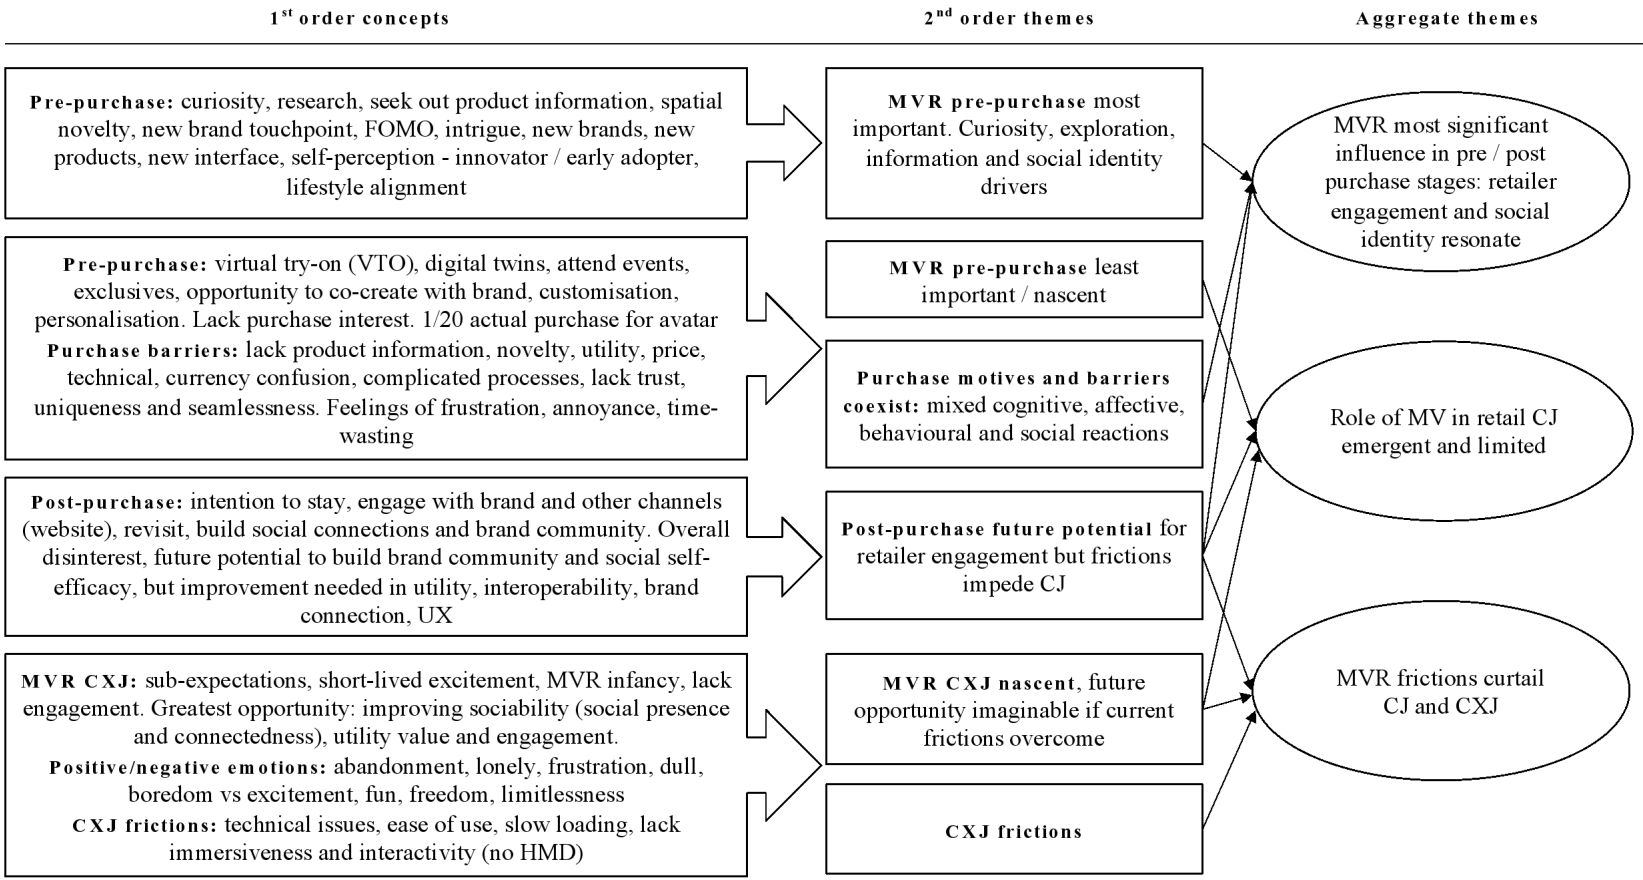 1st order concepts
2nd order themes
Aggregate themes
Pre-purchase: curiosity, research, seek out product information, spatial
novelty, new brand touchpoint, FOMO, intrigue, new brands, new
products, new interface, self-perception - innovator / early adopter,
lifestyle alignment
Pre-purchase: virtual try-on (VTO), digital twins, attend events,
exclusives, opportunity to co-create with brand, customisation,
personalisation. Lack purchase interest. 1/20 actual purchase for avatar
Purchase barriers: lack product information, novelty, utility, price,
technical, currency confusion, complicated processes, lack trust,
uniqueness and seamlessness. Feelings of frustration, annoyance, time-
wasting
Post-purchase: intention to stay, engage with brand and other channels
(website), revisit, build social connections and brand community. Overall
disinterest, future potential to build brand community and social self-
efficacy, but improvement needed in utility, interoperability, brand
connection, UX
MVR CXJ: sub-expectations, short-lived excitement, MVR infancy, lack
engagement. Greatest opportunity: improving sociability (social presence
and connectedness), utility value and engagement.
Positive/negative emotions: abandonment, lonely, frustration, dull,
boredom vs excitement, fun, freedom, limitlessness
CXJ frictions: technical issues, ease of use, slow loading, lack
immersiveness and interactivity (no HMD)
MVR pre-purchase most
important. Curiosity, exploration,
information and social identity
drivers
MVR pre-purchase least
important / nascent
Purchase motives and barriers
coexist: mixed cognitive, affective,
behavioural and social reactions
Post-purchase future potential for
retailer engagement but frictions
impede CJ
MVR CXJ nascent, future
opportunity imaginable if current
frictions overcome
CXJ frictions
MVR most significant
influence in pre / post
purchase stages: retailer
engagement and social
identity resonate
Role of MV in retail CJ
emergent and limited
MVR frictions curtail
CJ and CXJ